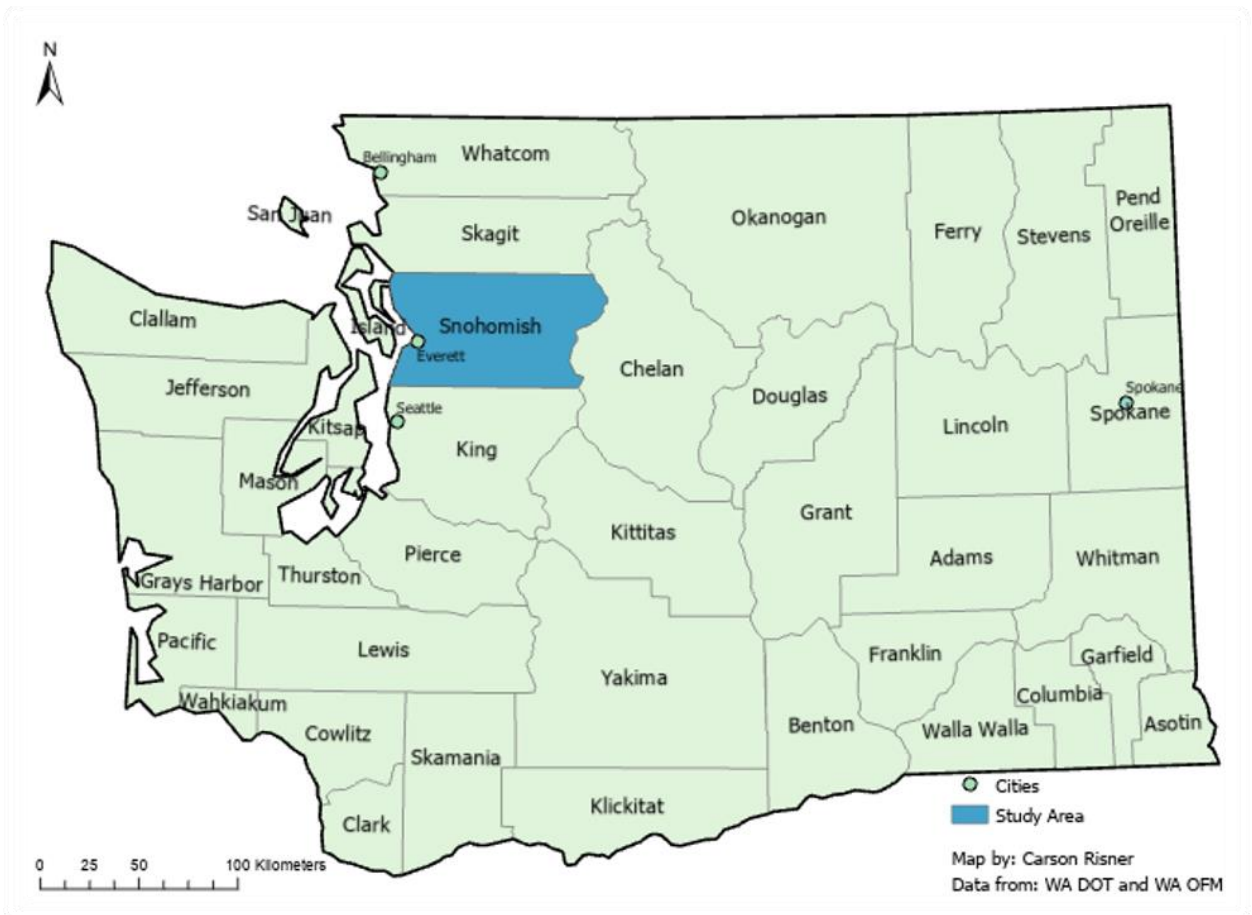 N
Bellingham
Whatcom
San Juan
Skagit
Okanogan
Ferry
Stevens
Pend
Oreille
Clallam
Island
Snohomish
Everett
Jefferson
Chelan
Douglas
Spokane
Spokane
Seattle
Kitsap
King
Lincoln
Mason
Grant
Kittitas
Pierce
Adams
Whitman
Grays Harbor
Thurston
Pacific
Lewis
Yakima
Franklin
Garfield
Columbia
Wahkiakum
Cowlitz
Skamania
Benton
Walla Walla
Asotin
Klickitat
Clark
Cities
Study Area
0 25 50 100 Kilometers
Map by: Carson Risner
Data from: WA DOT and WA OFM